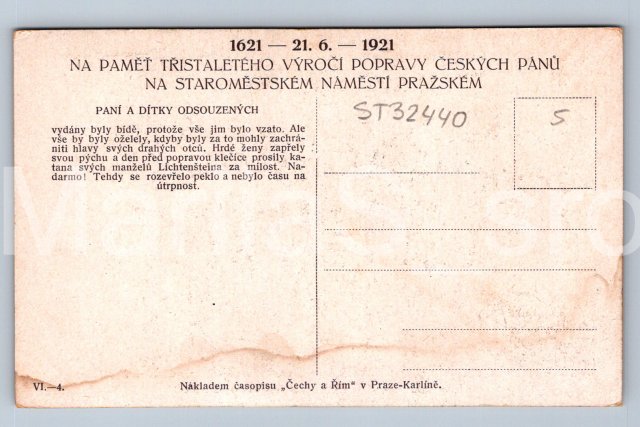 1621 — 21. 6. — 1921
NA PAMĚŤ TŘISTALETÉHO VÝROČÍ POPRAVY ČESKÝCH PÁNŮ
NA STAROMĚSTSKÉM NÁMĚSTÍ PRAŽSKÉM
PANÍ A DÍTKY ODSOUZENÝCH
vydány byly bídě, protože vše jim bylo vzato. Ale
vše by byly oželely, kdyby byly za to mohly zachrá-
niti hlavy svých drahých otců. Hrdé ženy zapřely
svou pýchu a den před popravou klečíce prosily ka-
tana svých manželů Lichtenšteina za milost. Na-
darmo! Tehdy se rozevřelo peklo a nebylo času na
útrpnost.
ST32440
5
VI.—4.
Nákladem časopisu „Čechy a Řím" v Praze-Karlíně.